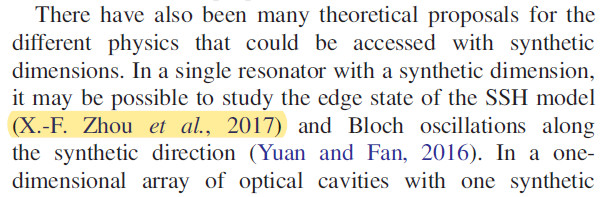 There have also been many theoretical proposals for the
different physics that could be accessed with synthetic
dimensions. In a single resonator with a synthetic dimension,
it may be possible to study the edge state of the SSH model
(X.-F. Zhou et al., 2017) and Bloch oscillations along
the synthetic direction (Yuan and Fan, 2016). In a one-
dimensional array of optical cavities with one synthetic